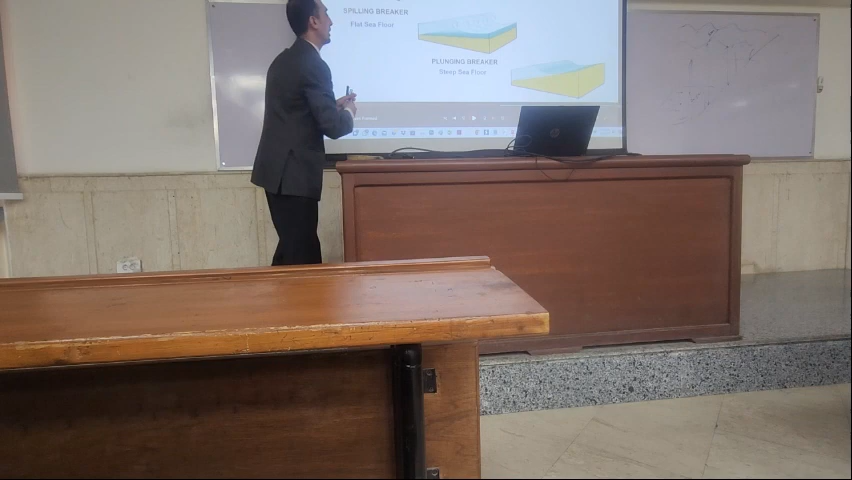 SPILLING BREAKER
Flat Sea Floor
PLUNGING BREAKER
Steep Sea Floor